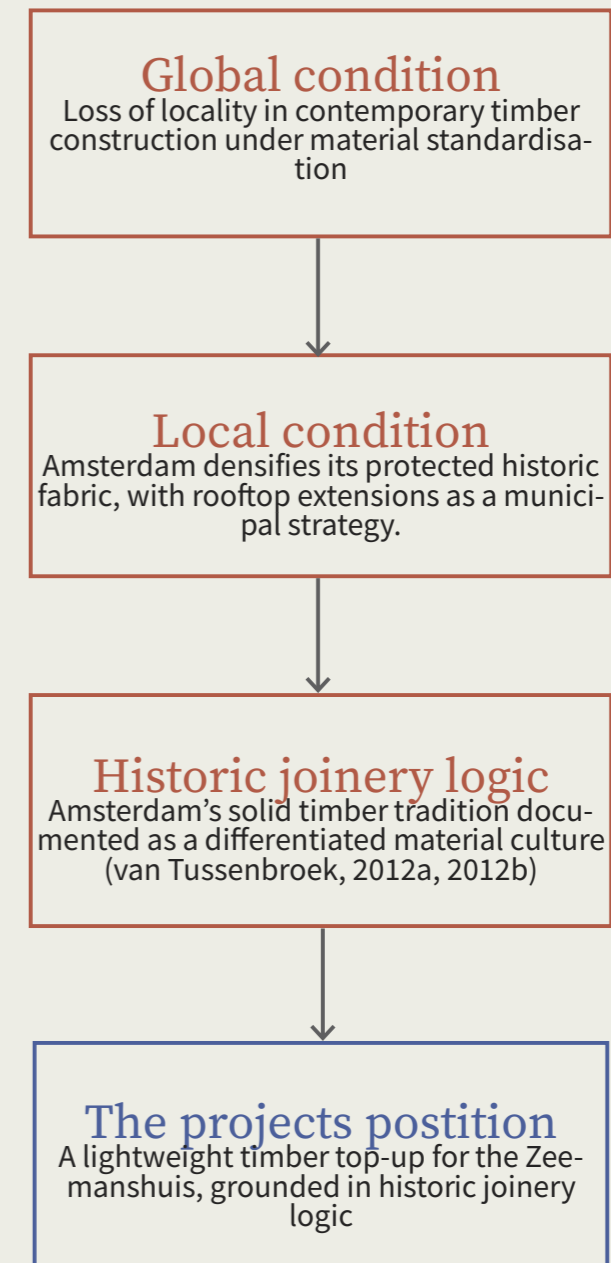 Global condition
Loss of locality in contemporary timber
construction under material standardisa-
tion
Local condition
Amsterdam densifies its protected historic
fabric, with rooftop extensions as a munici-
pal strategy.
Historic joinery logic
Amsterdam’s solid timber tradition docu-
mented as a differentiated material culture
(van Tussenbroek, 2012a, 2012b)
The projects postition
A lightweight timber top-up for the Zee-
manshuis, grounded in historic joinery
logic